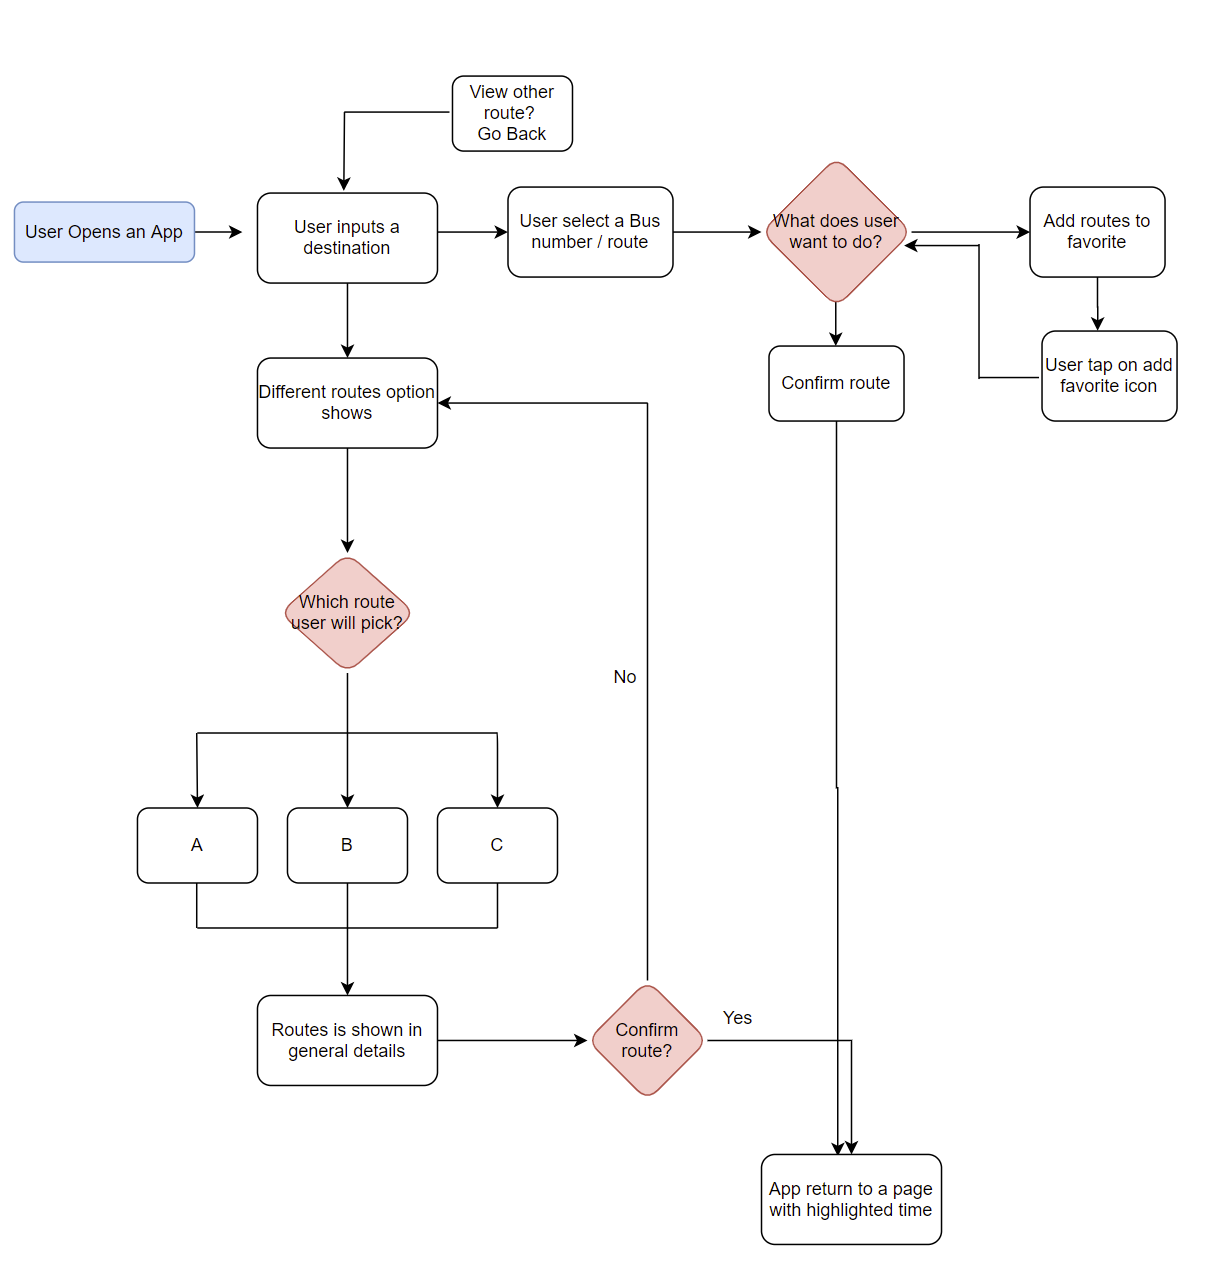 View other
route?
Go Back
User Opens an App
User inputs a
destination
User select a Bus
number / route
What does user
want to do?
Add routes to
favorite
Different routes option
shows
Confirm route
User tap on add
favorite icon
Which route
user will pick?
No
A
B
C
Routes is shown in
general details
Confirm
route?
Yes
App return to a page
with highlighted time